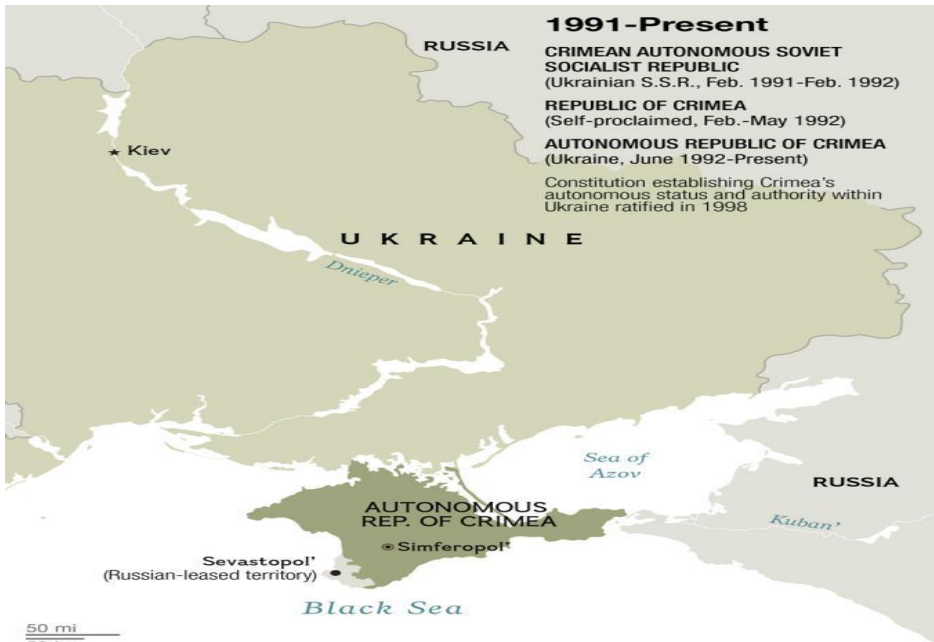 1991-Present
RUSSIA
CRIMEAN AUTONOMOUS SOVIET
SOCIALIST REPUBLIC
(Ukrainian S.S.R., Feb. 1991-Feb. 1992)
REPUBLIC OF CRIMEA
(Self-proclaimed, Feb.-May 1992)
AUTONOMOUS REPUBLIC OF CRIMEA
(Ukraine, June 1992-Present)
Constitution establishing Crimea's
autonomous status and authority within
Ukraine ratified in 1998
Kiev
UKRAINE
Dnieper
Sea of
Azov
RUSSIA
Kuban'
AUTONOMOUS
REP. OF CRIMEA
Simferopol'
Sevastopol'
(Russian-leased territory)
Black Sea
50 mi